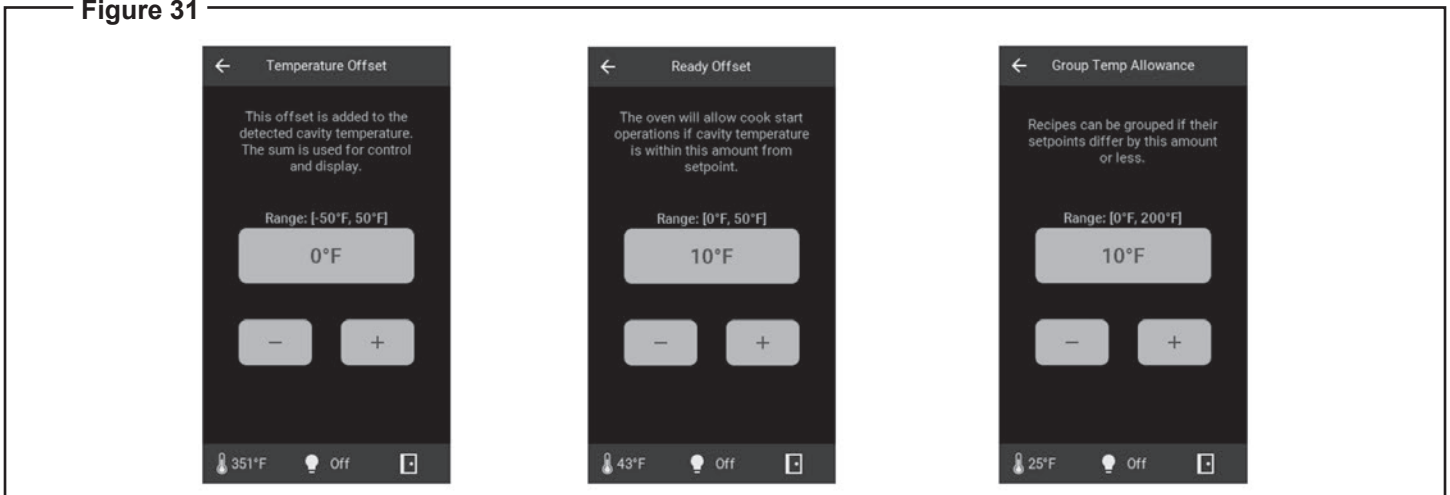 Figure 31
Temperature Offset
This offset is added to the
detected cavity temperature.
The sum is used for control
and display.
Range: [-50°F, 50°F]
0°F
− +
351°F Off
Ready Offset
The oven will allow cook start
operations if cavity temperature
is within this amount from
setpoint.
Range: [0°F, 50°F]
10°F
− +
43°F Off
Group Temp Allowance
Recipes can be grouped if their
setpoints differ by this amount
or less.
Range: [0°F, 200°F]
10°F
− +
25°F Off